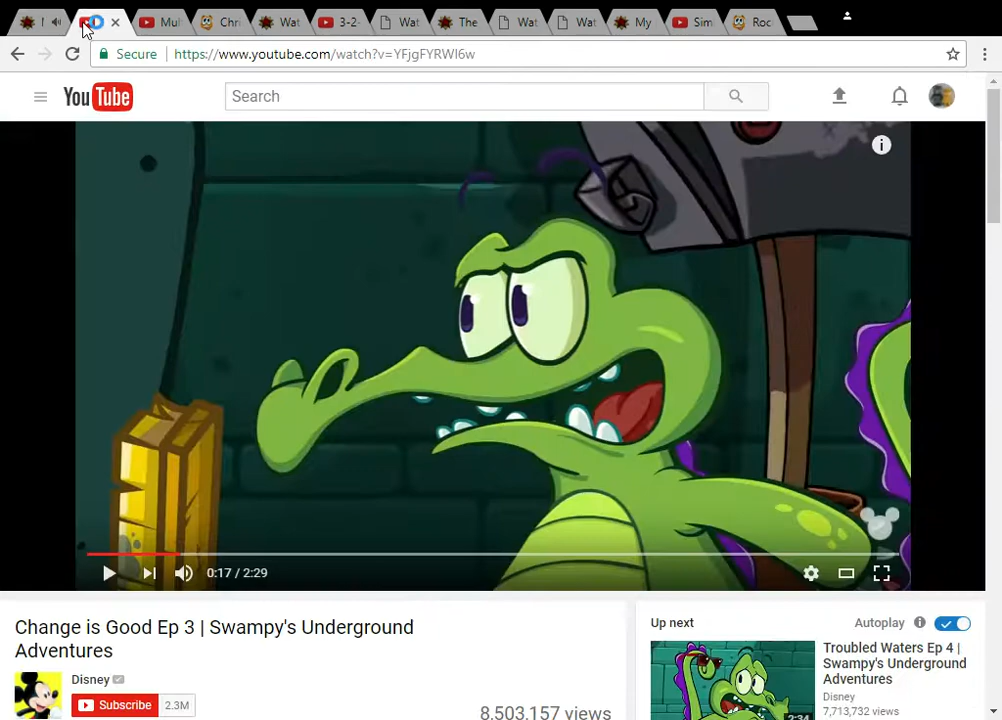 Mul
Chri
Wat
3-2-
Wat
The
Wat
Wat
My
Sim
Roc
Secure https://www.youtube.com/watch?v=YFjgFYRWI6w
YouTube
Search
0:17 / 2:29
Change is Good Ep 3 | Swampy's Underground
Adventures
Disney
Subscribe 2.3M
8,503,157 views
Up next
Autoplay
Troubled Waters Ep 4 |
Swampy's Underground
Adventures
Disney
7,713,732 views
2:34